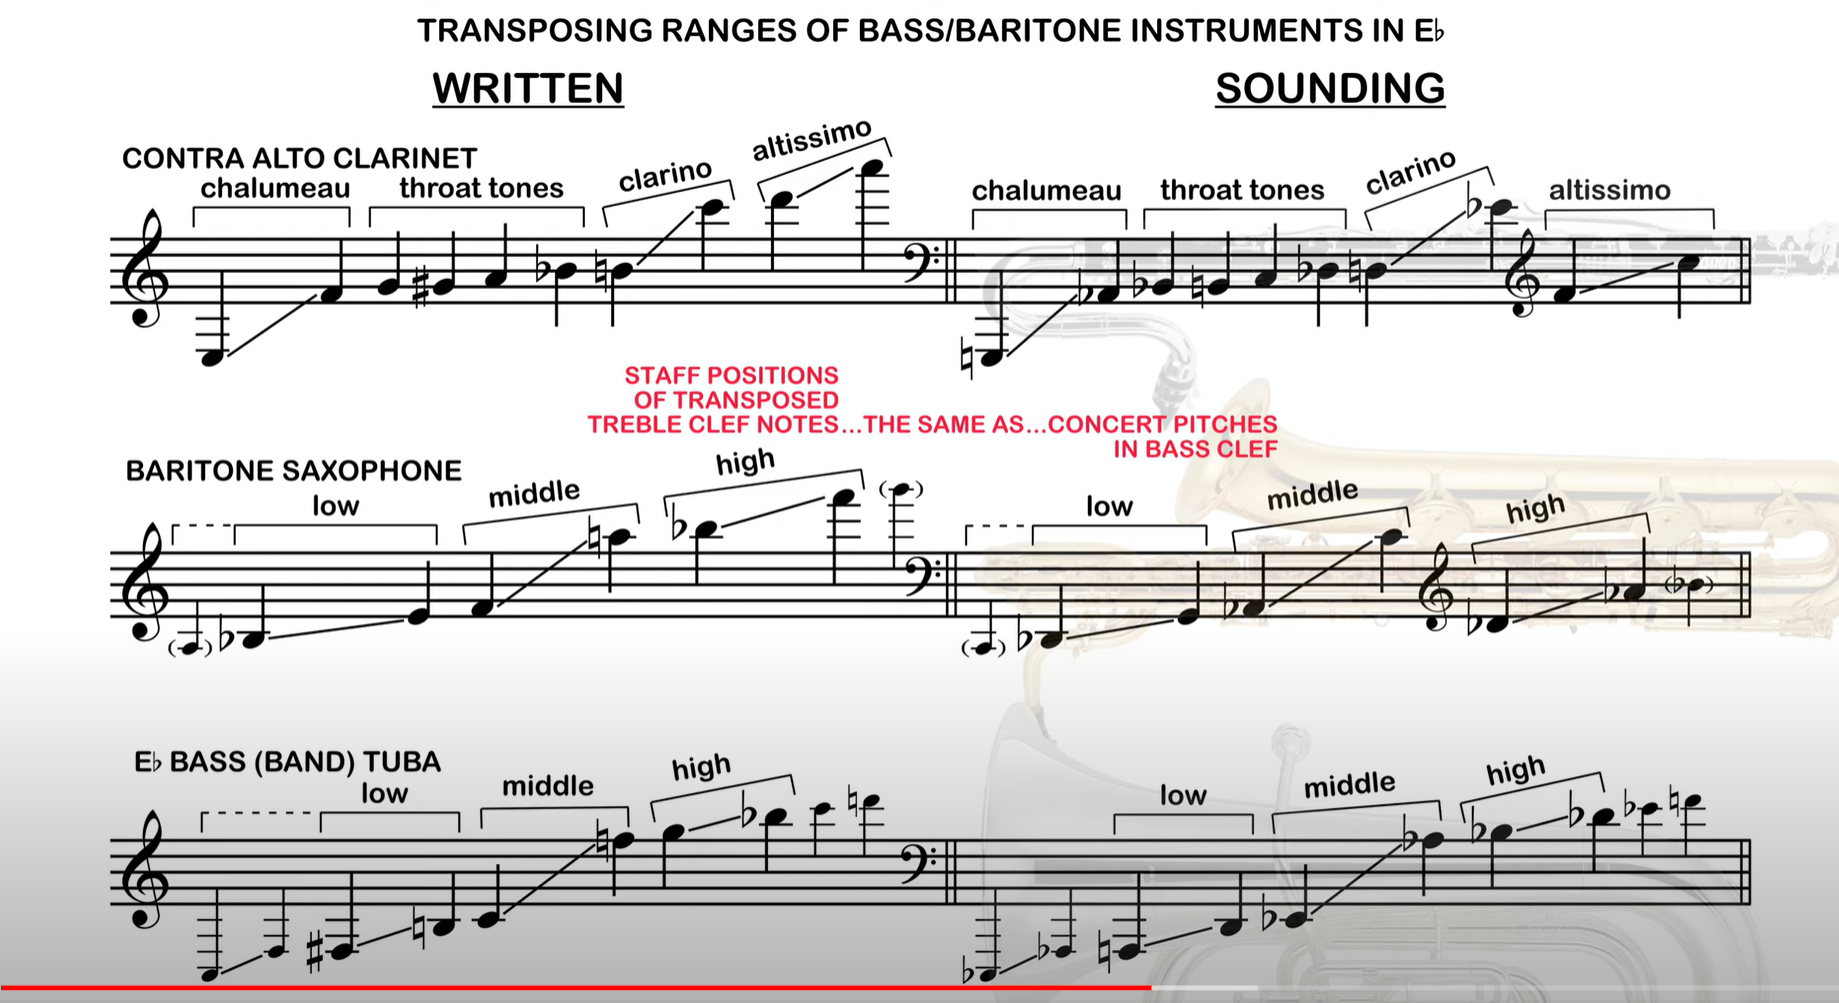 TRANSPOSING RANGES OF BASS/BARITONE INSTRUMENTS IN E♭
WRITTEN
SOUNDING
CONTRA ALTO CLARINET
chalumeau
throat tones
clarino
altissimo
chalumeau
throat tones
clarino
altissimo
STAFF POSITIONS
OF TRANSPOSED
TREBLE CLEF NOTES...THE SAME AS...CONCERT PITCHES
IN BASS CLEF
BARITONE SAXOPHONE
low
middle
high
low
middle
high
E♭ BASS (BAND) TUBA
low
middle
high
low
middle
high